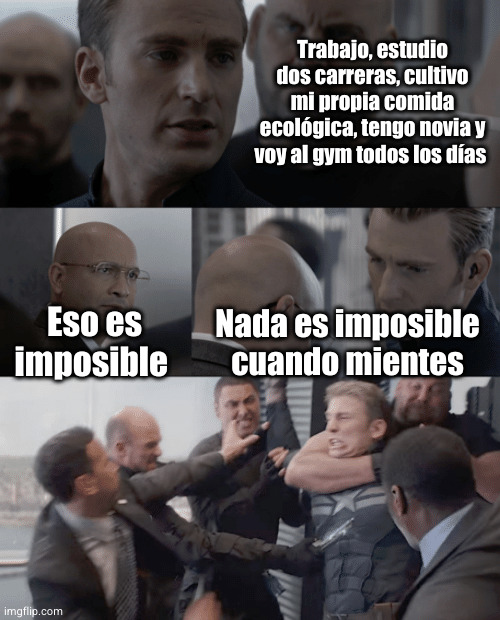 Trabajo, estudio
dos carreras, cultivo
mi propia comida
ecológica, tengo novia y
voy al gym todos los días
Eso es
imposible
Nada es imposible
cuando mientes
imgflip.com